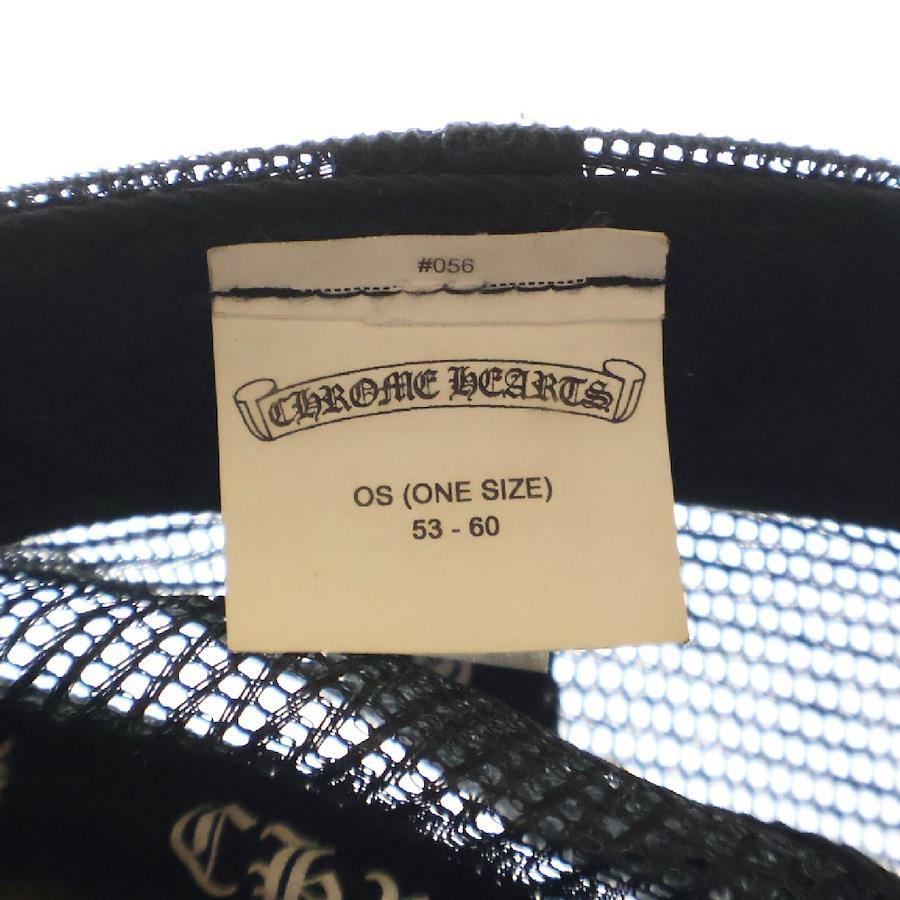 #056
CHROME HEARTS
OS (ONE SIZE)
53 - 60